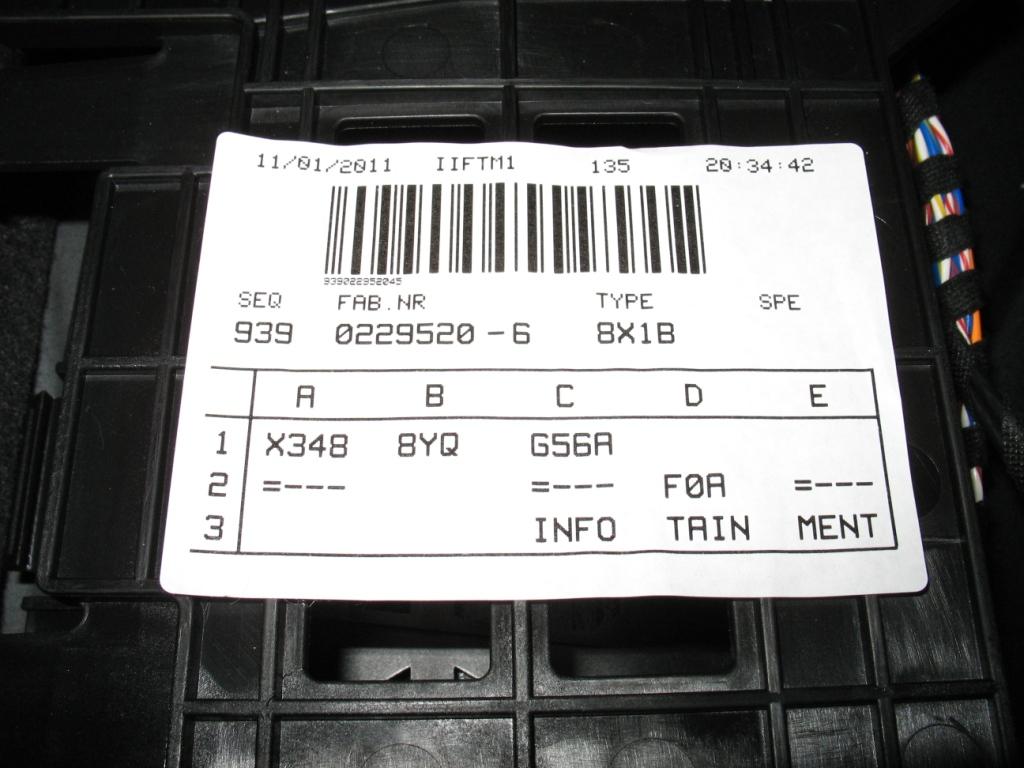 11/01/2011 IIFTM1 135 20:34:42
939022952045
SEQ FAB.NR TYPE SPE
939 0229520-6 8X1B
A B C D E
1 X348 8YQ G56A
2 =--- =--- F0A =---
3 INFO TAIN MENT